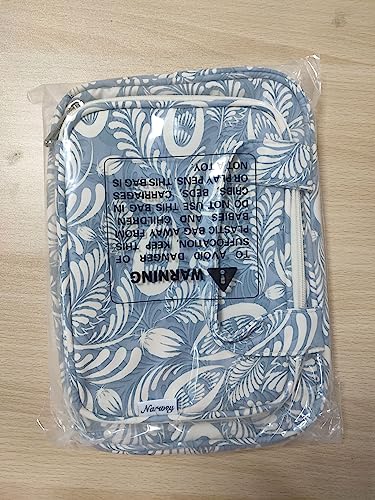 WARNING
TO AVOID DANGER OF
SUFFOCATION, KEEP THIS
PLASTIC BAG AWAY FROM
BABIES AND CHILDREN
DO NOT USE THIS BAG IN
CRIBS, BEDS, CARRIAGES
OR PLAY PENS. THIS BAG IS
NOT A TOY.
Nurwey